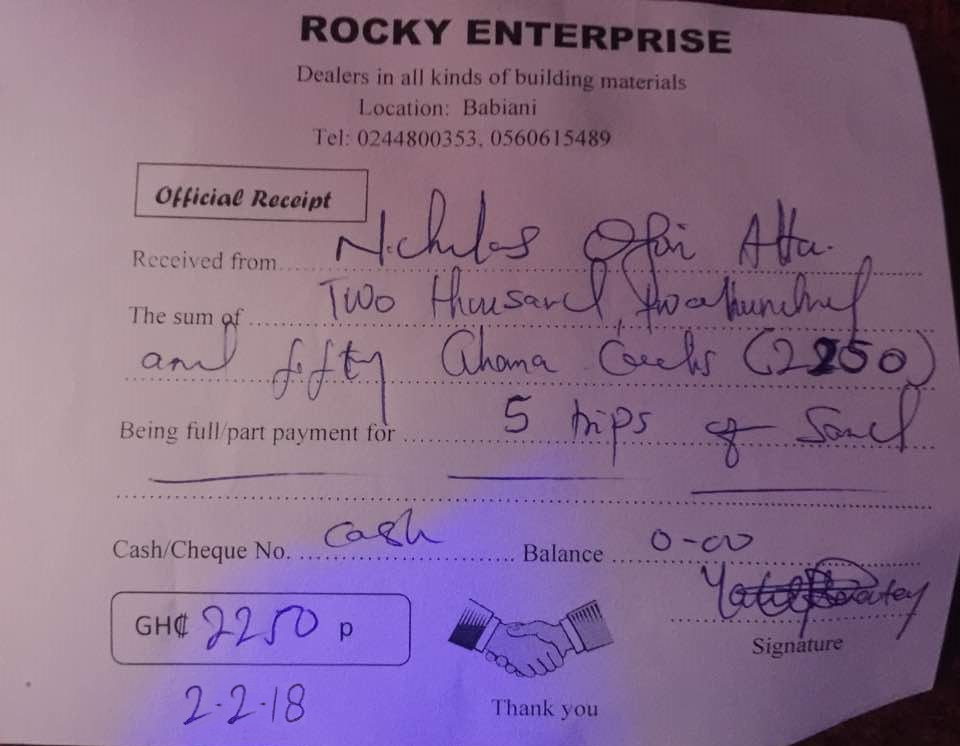 ROCKY ENTERPRISE
Dealers in all kinds of building materials
Location: Babiani
Tel: 0244800353, 0560615489
Official Receipt
Received from Nicholas Ofori Atta.
The sum of Two thousand, two hundred
and fifty Ghana Cedis (2250)
Being full/part payment for 5 trips of Sand
Cash/Cheque No. cash Balance 0-00
GH₵ 2250 p
Signature
2-2-18
Thank you